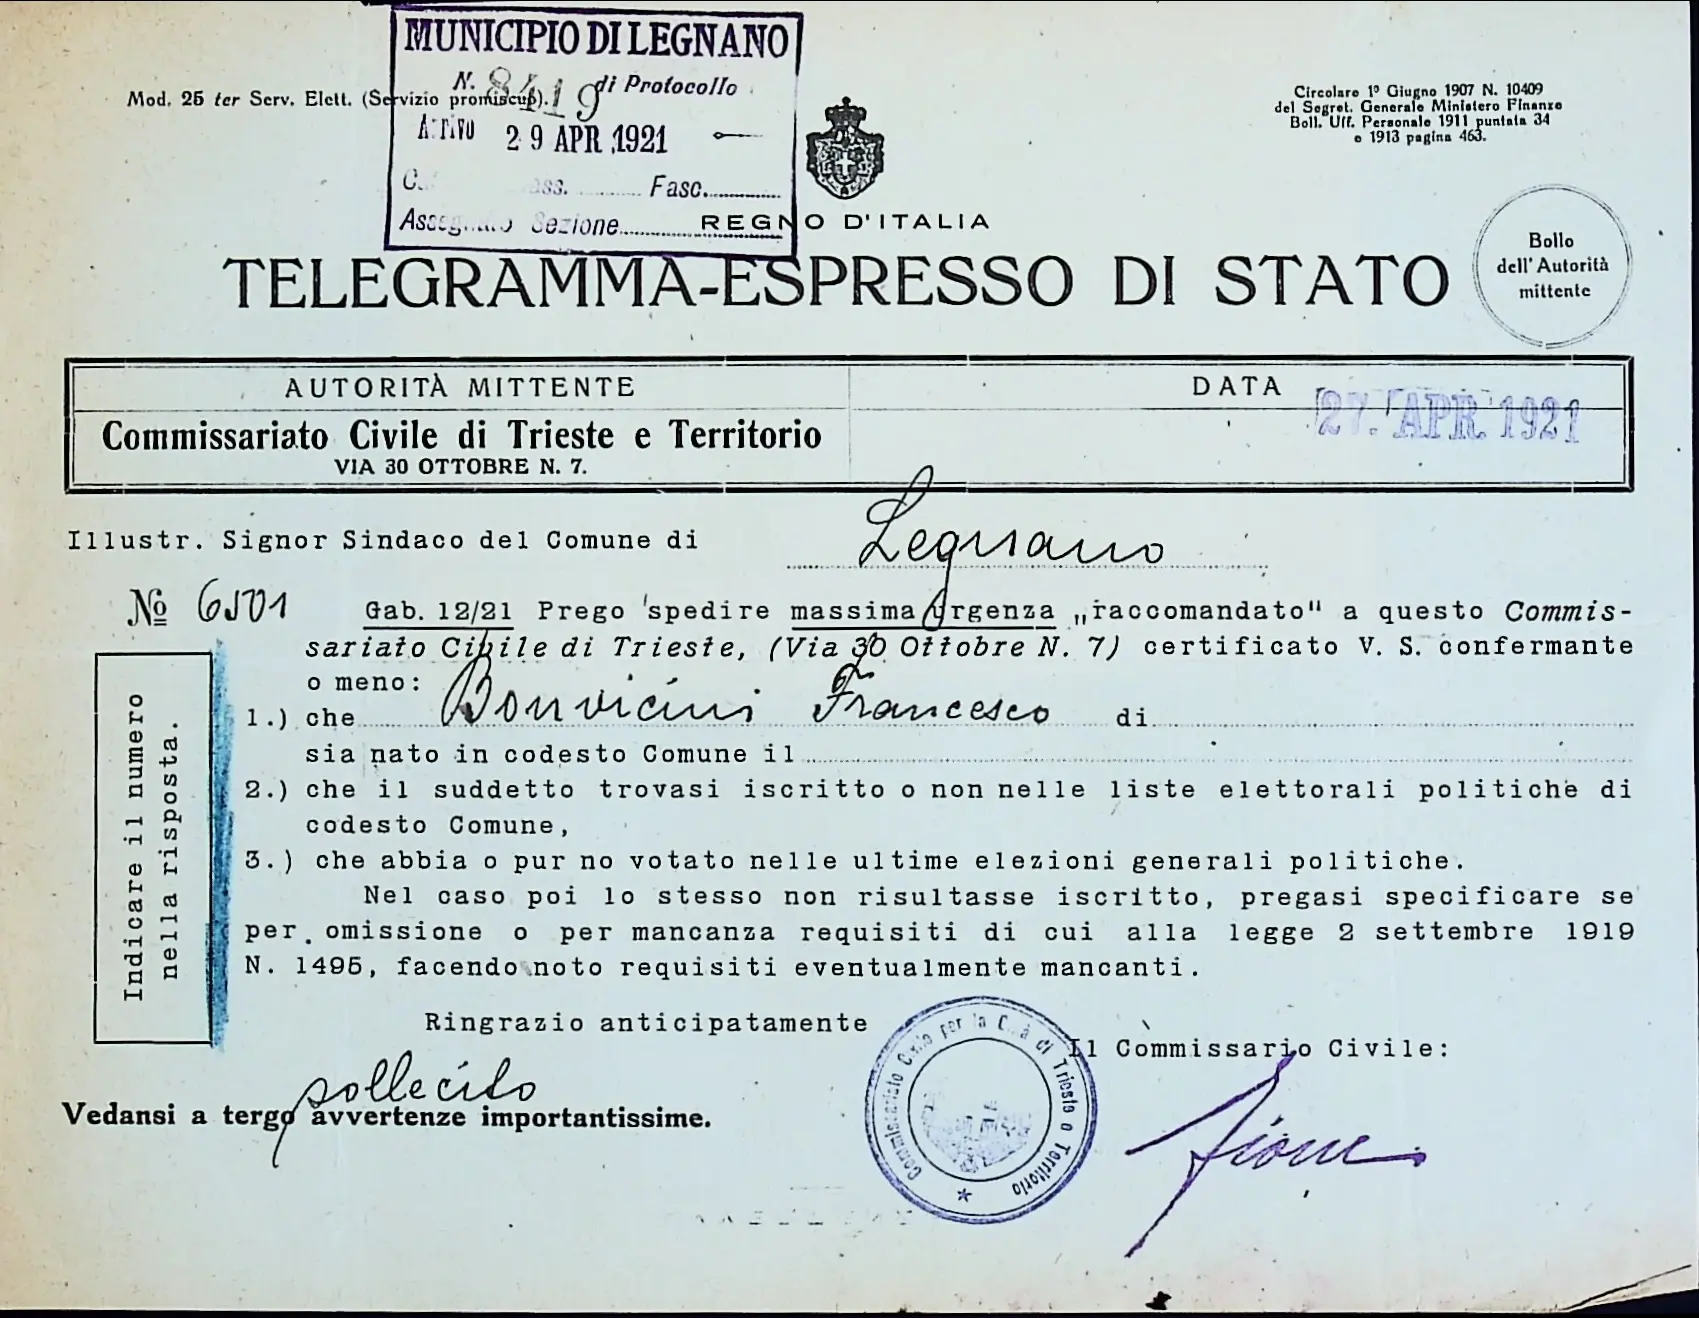 MUNICIPIO DI LEGNANO
N. 8419 di Protocollo
Mod. 25 ter Serv. Elett. (Servizio promiscuo).
Circolare 1º Giugno 1907 N. 10409
del Segret. Generale Ministero Finanze
Boll. Uff. Personale 1911 puntata 34
e 1913 pagina 463.
29 APR 1921
Fasc.
Sezione
REGNO D'ITALIA
TELEGRAMMA-ESPRESSO DI STATO
Bollo
dell'Autorità
mittente
AUTORITÀ MITTENTE
DATA
27. APR. 1921
Commissariato Civile di Trieste e Territorio
VIA 30 OTTOBRE N. 7.
Illustr. Signor Sindaco del Comune di Legnano
№ 6501 Gab. 12/21 Prego spedire massima urgenza „raccomandato" a questo Commis-
sariato Civile di Trieste, (Via 30 Ottobre N. 7) certificato V. S. confermante
o meno:
1.) che Bonvicini Francesco di
sia nato in codesto Comune il
2.) che il suddetto trovasi iscritto o non nelle liste elettorali politiche di
codesto Comune,
3.) che abbia o pur no votato nelle ultime elezioni generali politiche.
Nel caso poi lo stesso non risultasse iscritto, pregasi specificare se
per omissione o per mancanza requisiti di cui alla legge 2 settembre 1919
N. 1495, facendo noto requisiti eventualmente mancanti.
Indicare il numero
nella risposta.
Ringrazio anticipatamente
Il Commissario Civile:
sollecito
Vedansi a tergo avvertenze importantissime.
Commissariato Civile per la Città di Trieste e Territorio